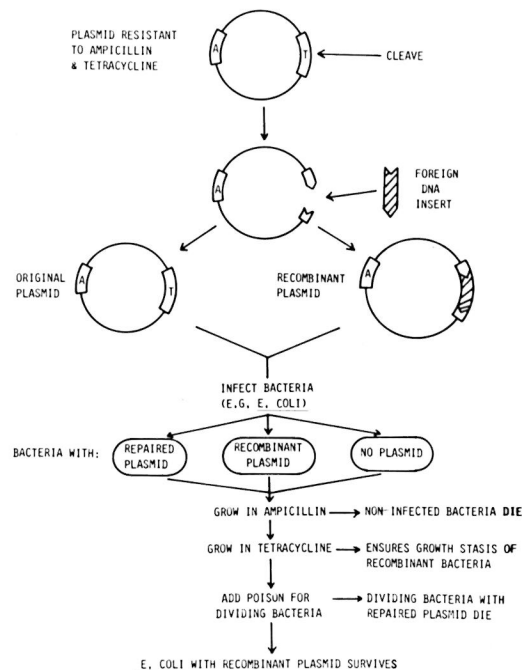 PLASMID RESISTANT
TO AMPICILLIN
& TETRACYCLINE
A
T
CLEAVE
A
FOREIGN
DNA
INSERT
ORIGINAL
PLASMID
A
T
RECOMBINANT
PLASMID
A
INFECT BACTERIA
(E.G. E. COLI)
BACTERIA WITH:
REPAIRED
PLASMID
RECOMBINANT
PLASMID
NO PLASMID
GROW IN AMPICILLIN
NON-INFECTED BACTERIA DIE
GROW IN TETRACYCLINE
ENSURES GROWTH STASIS OF
RECOMBINANT BACTERIA
ADD POISON FOR
DIVIDING BACTERIA
DIVIDING BACTERIA WITH
REPAIRED PLASMID DIE
E. COLI WITH RECOMBINANT PLASMID SURVIVES